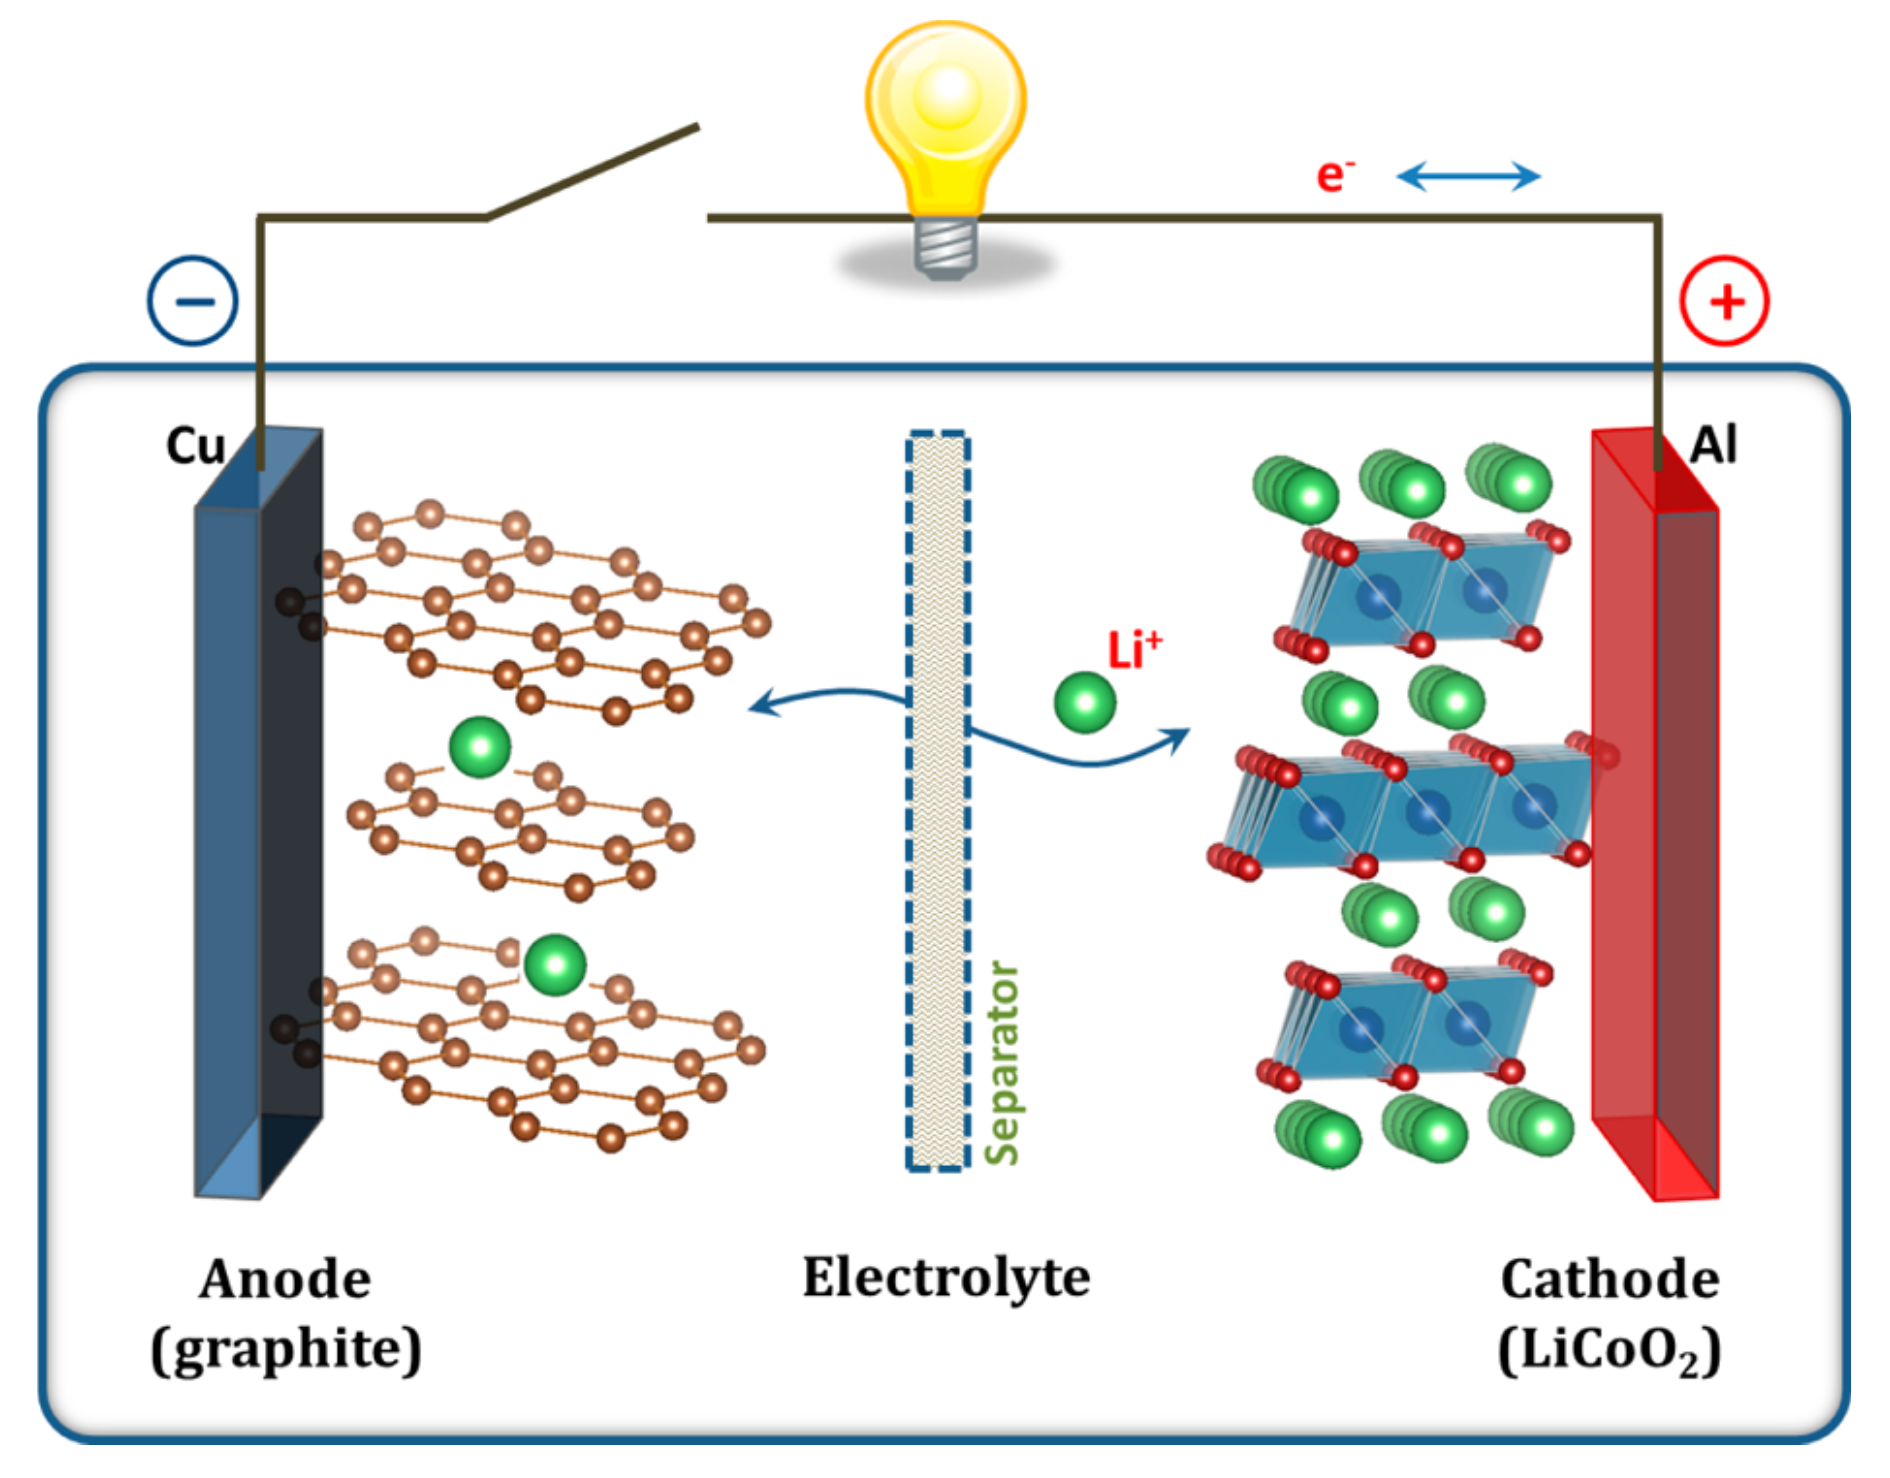 e⁻
−
+
Cu
Al
Li⁺
Separator
Anode
(graphite)
Electrolyte
Cathode
(LiCoO₂)